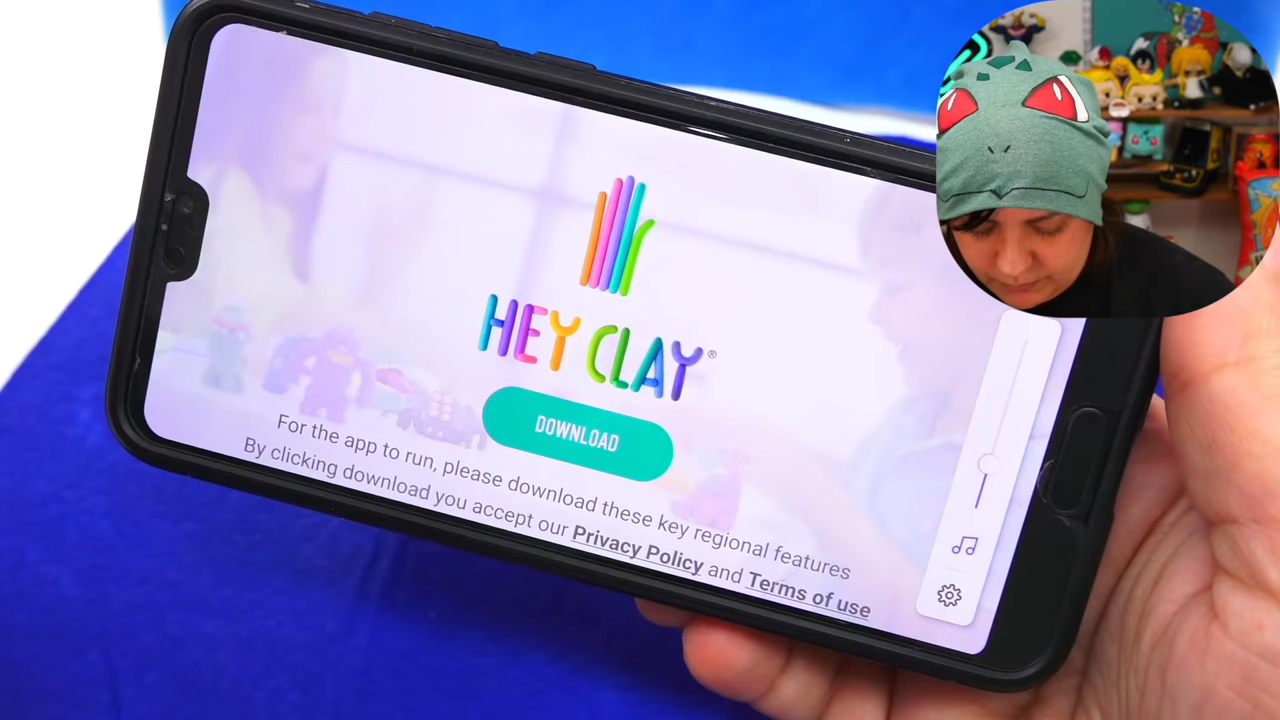 HEY CLAY®
DOWNLOAD
For the app to run, please download these key regional features
By clicking download you accept our Privacy Policy and Terms of use